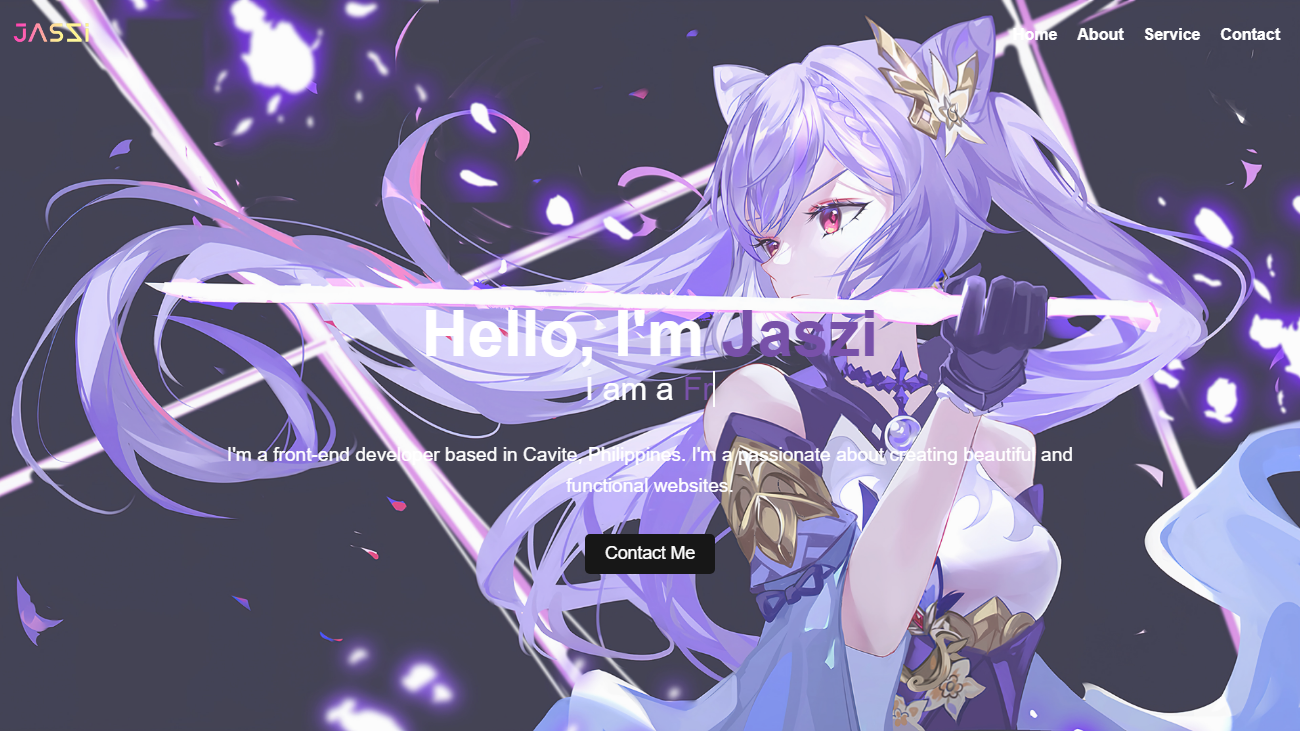 JASZi
Home About Service Contact
Hello, I'm Jaszi
I am a Fr
I'm a front-end developer based in Cavite, Philippines. I'm a passionate about creating beautiful and
functional websites.
Contact Me